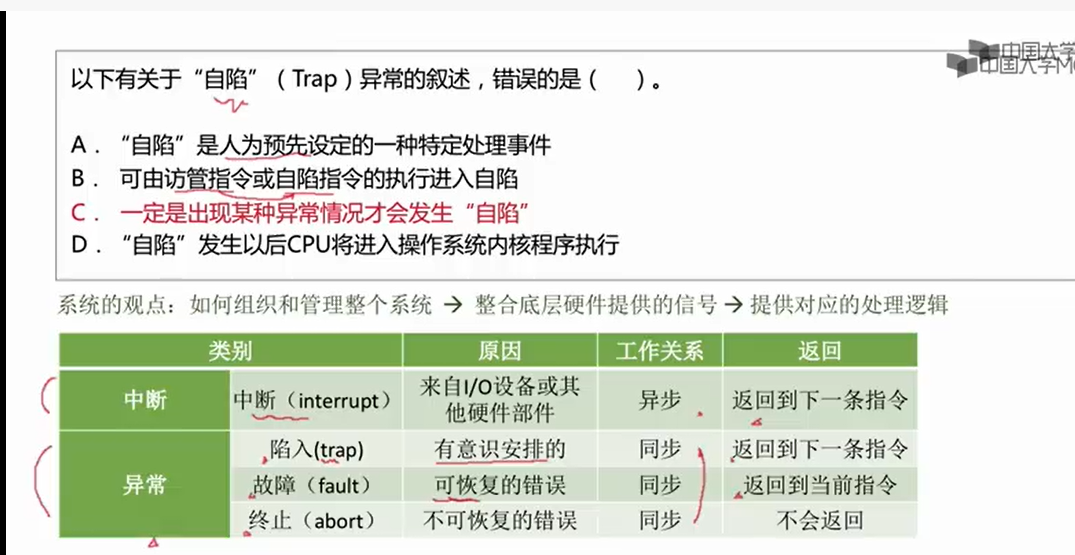 中国大学
中国大学M
以下有关于“自陷”（Trap）异常的叙述，错误的是（ ）。
A．“自陷”是人为预先设定的一种特定处理事件
B．可由访管指令或自陷指令的执行进入自陷
C．一定是出现某种异常情况才会发生“自陷”
D．“自陷”发生以后CPU将进入操作系统内核程序执行
系统的观点：如何组织和管理整个系统 → 整合底层硬件提供的信号 → 提供对应的处理逻辑
类别 原因 工作关系 返回
中断 中断（interrupt） 来自I/O设备或其他硬件部件 异步 返回到下一条指令
异常 陷入(trap) 有意识安排的 同步 返回到下一条指令
故障（fault） 可恢复的错误 同步 返回到当前指令
终止（abort） 不可恢复的错误 同步 不会返回